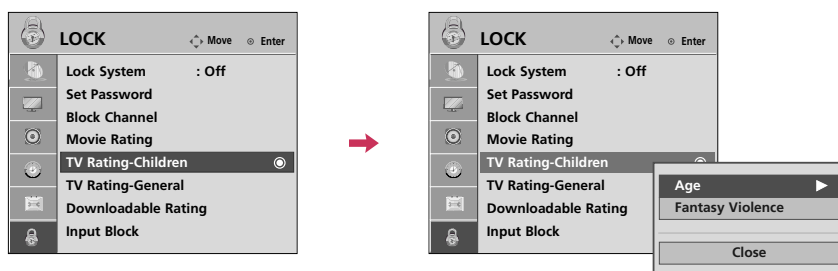 LOCK Move Enter
Lock System : Off
Set Password
Block Channel
Movie Rating
TV Rating-Children
TV Rating-General
Downloadable Rating
Input Block
LOCK Move Enter
Lock System : Off
Set Password
Block Channel
Movie Rating
TV Rating-Children
TV Rating-General
Downloadable Rating
Input Block
Age
Fantasy Violence
Close